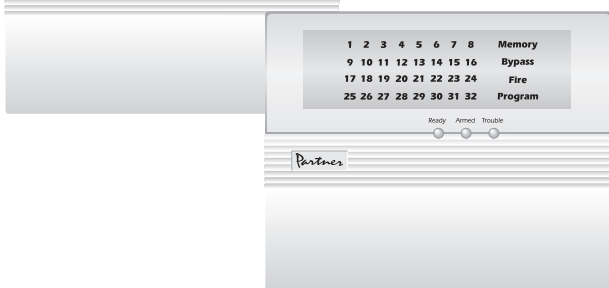 1 2 3 4 5 6 7 8 Memory
9 10 11 12 13 14 15 16 Bypass
17 18 19 20 21 22 23 24 Fire
25 26 27 28 29 30 31 32 Program
Ready Armed Trouble
Partner